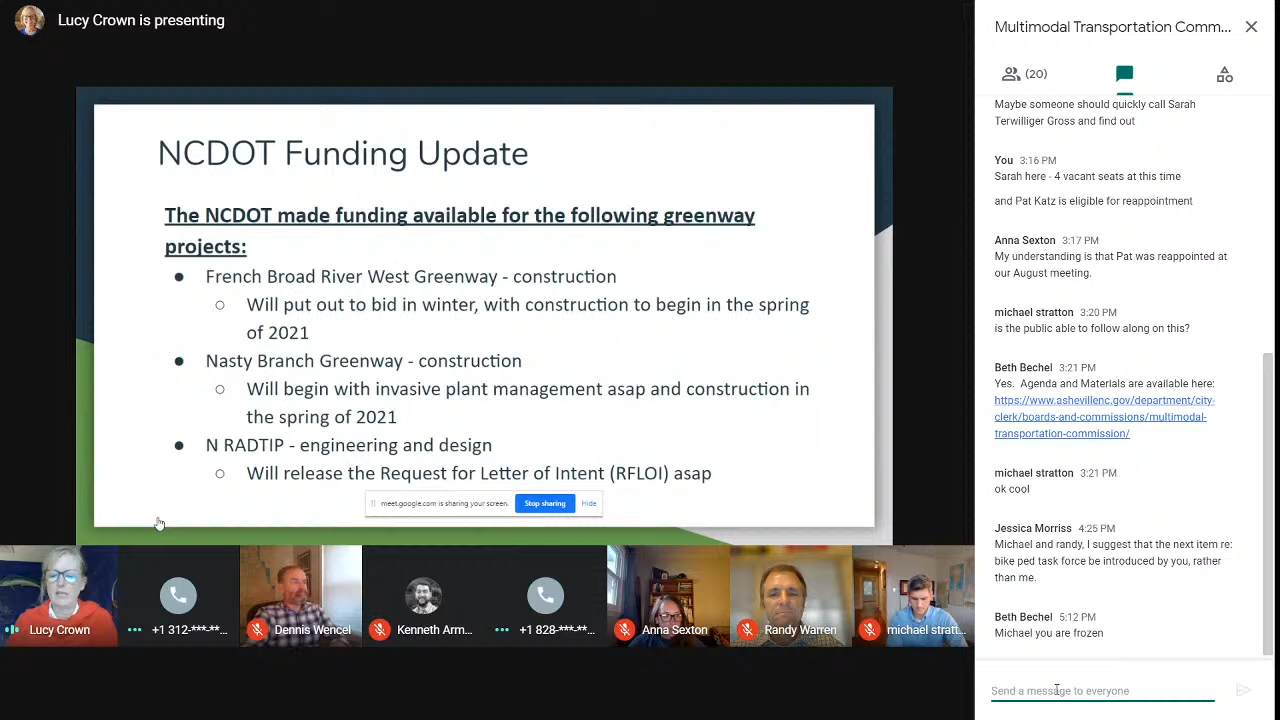 Lucy Crown is presenting
NCDOT Funding Update
The NCDOT made funding available for the following greenway
projects:
● French Broad River West Greenway - construction
○ Will put out to bid in winter, with construction to begin in the spring
of 2021
● Nasty Branch Greenway - construction
○ Will begin with invasive plant management asap and construction in
the spring of 2021
● N RADTIP - engineering and design
○ Will release the Request for Letter of Intent (RFLOI) asap
meet.google.com is sharing your screen.
Stop sharing
Hide
Lucy Crown
+1 312-***-**...
Dennis Wencel
Kenneth Arm...
+1 828-***-**...
Anna Sexton
Randy Warren
michael stratt...
Multimodal Transportation Comm...
(20)
Maybe someone should quickly call Sarah
Terwilliger Gross and find out
You 3:16 PM
Sarah here - 4 vacant seats at this time
and Pat Katz is eligible for reappointment
Anna Sexton 3:17 PM
My understanding is that Pat was reappointed at
our August meeting.
michael stratton 3:20 PM
is the public able to follow along on this?
Beth Bechel 3:21 PM
Yes. Agenda and Materials are available here:
https://www.ashevillenc.gov/department/city-
clerk/boards-and-commissions/multimodal-
transportation-commission/
michael stratton 3:21 PM
ok cool
Jessica Morriss 4:25 PM
Michael and randy, I suggest that the next item re:
bike ped task force be introduced by you, rather
than me.
Beth Bechel 5:12 PM
Michael you are frozen
Send a message to everyone